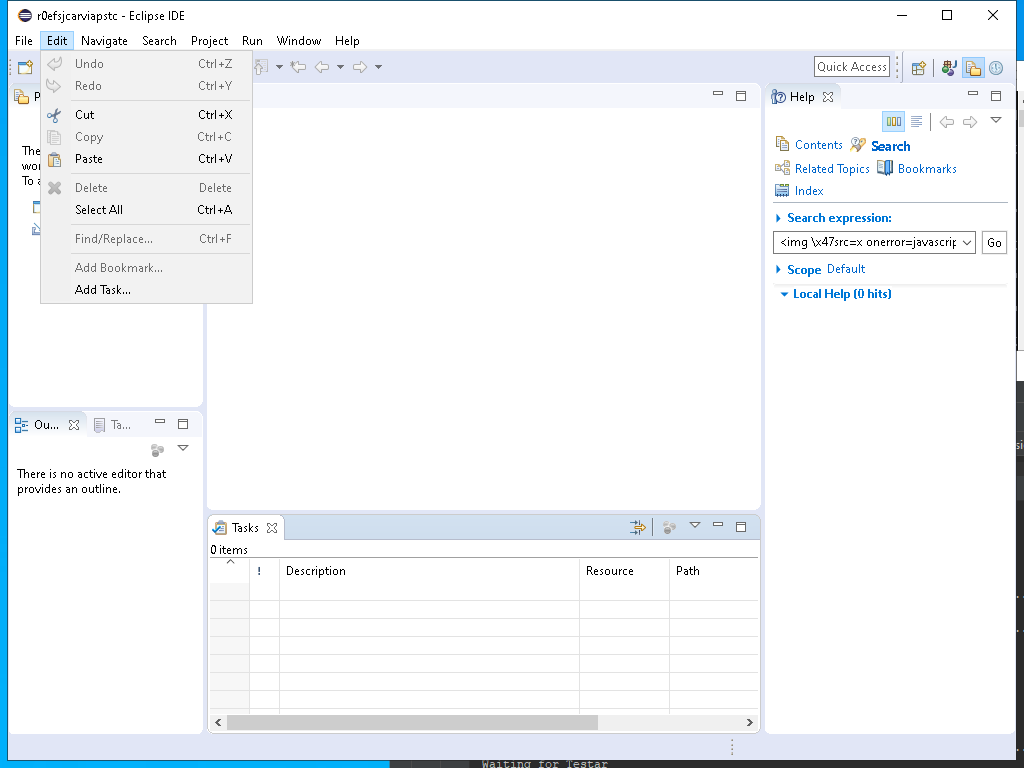 r0efsjcarviapstc - Eclipse IDE
File Edit Navigate Search Project Run Window Help
Undo Ctrl+Z
Redo Ctrl+Y
Cut Ctrl+X
Copy Ctrl+C
Paste Ctrl+V
Delete Delete
Select All Ctrl+A
Find/Replace... Ctrl+F
Add Bookmark...
Add Task...
Quick Access
P
The
wor
To a
Help
Contents Search
Related Topics Bookmarks
Index
Search expression:
<img \x47src=x onerror=javascrip Go
Scope Default
Local Help (0 hits)
Ou... Ta...
There is no active editor that
provides an outline.
Tasks
0 items
! Description Resource Path
Waiting for Testar